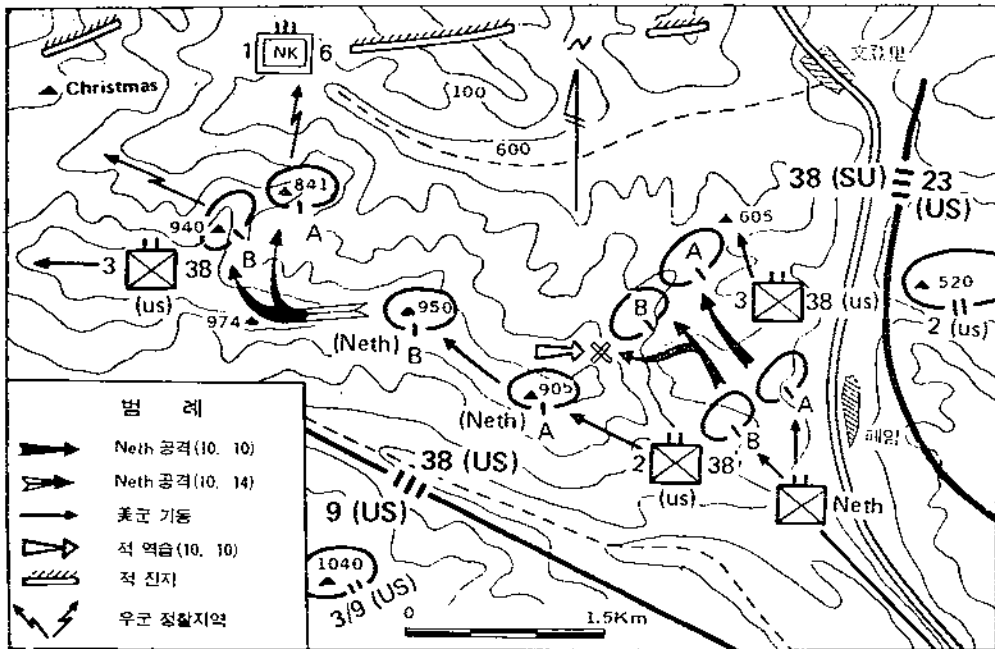 1 NK 6
Christmas
100
600
文登里
38 (SU) 23
(US)
841
A
940
B
3 38
(us)
605
A
3 38 (us)
520
2 (us)
974
950
(Neth)
B
B
905
(Neth)
A
A
B
2 38
(us)
Neth
38 (US)
9 (US)
1040
3/9 (US)
0 1.5Km
범 례
Neth 공격(10. 10)
Neth 공격(10. 14)
美군 기동
적 역습(10. 10)
적 진지
우군 정찰지역